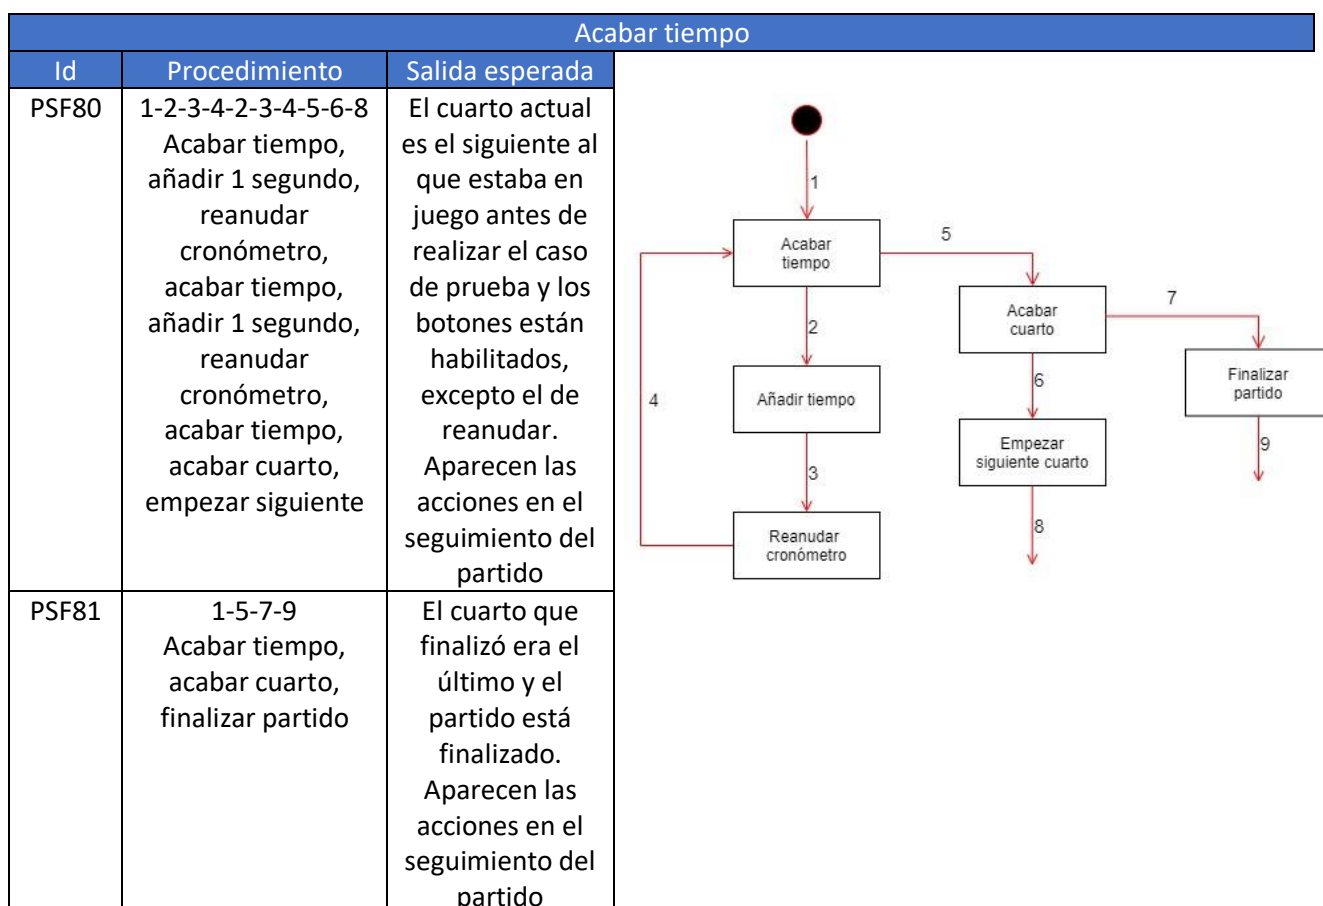 Acabar tiempo
Id
Procedimiento
Salida esperada
PSF80
1-2-3-4-2-3-4-5-6-8
Acabar tiempo,
añadir 1 segundo,
reanudar
cronómetro,
acabar tiempo,
añadir 1 segundo,
reanudar
cronómetro,
acabar tiempo,
acabar cuarto,
empezar siguiente
El cuarto actual
es el siguiente al
que estaba en
juego antes de
realizar el caso
de prueba y los
botones están
habilitados,
excepto el de
reanudar.
Aparecen las
acciones en el
seguimiento del
partido
PSF81
1-5-7-9
Acabar tiempo,
acabar cuarto,
finalizar partido
El cuarto que
finalizó era el
último y el
partido está
finalizado.
Aparecen las
acciones en el
seguimiento del
partido
1
Acabar
tiempo
5
2
Acabar
cuarto
7
4
Añadir tiempo
6
Finalizar
partido
3
Empezar
siguiente cuarto
9
Reanudar
cronómetro
8